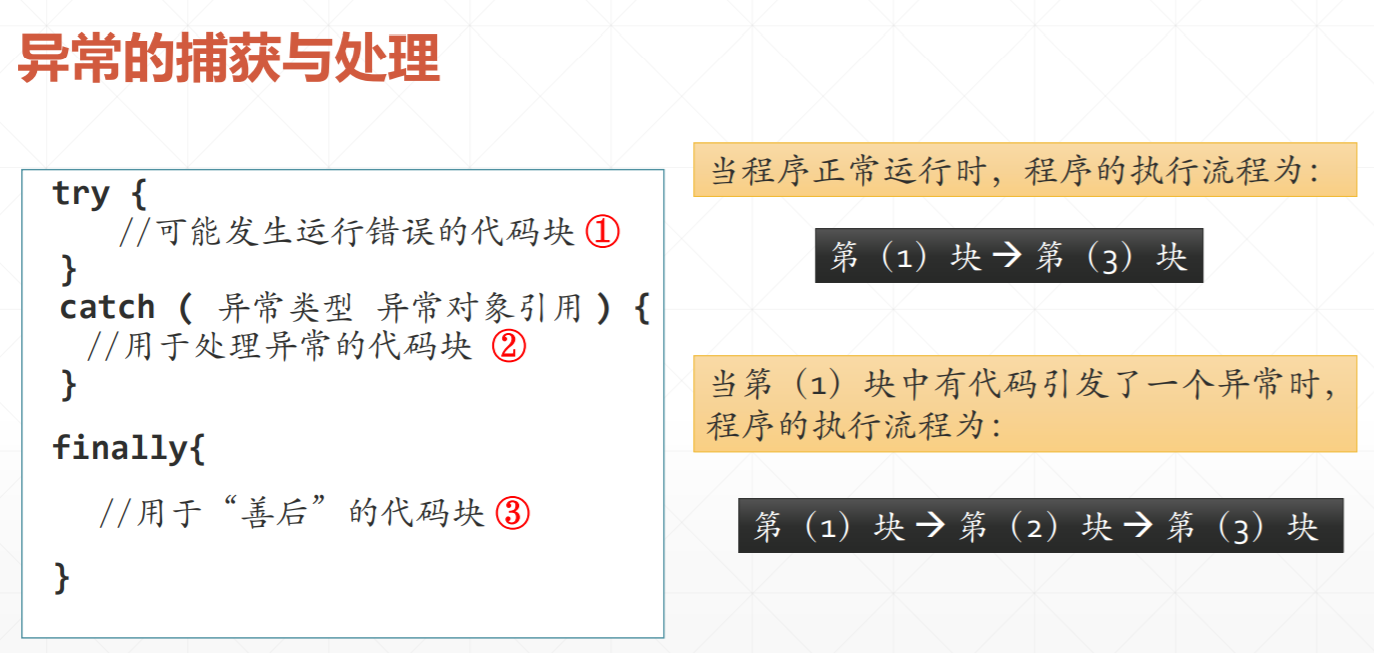 异常的捕获与处理
try {
//可能发生运行错误的代码块 ①
}
catch ( 异常类型 异常对象引用 ) {
//用于处理异常的代码块 ②
}
finally{
//用于“善后”的代码块 ③
}
当程序正常运行时，程序的执行流程为：
第（1）块→第（3）块
当第（1）块中有代码引发了一个异常时，
程序的执行流程为：
第（1）块→第（2）块→第（3）块